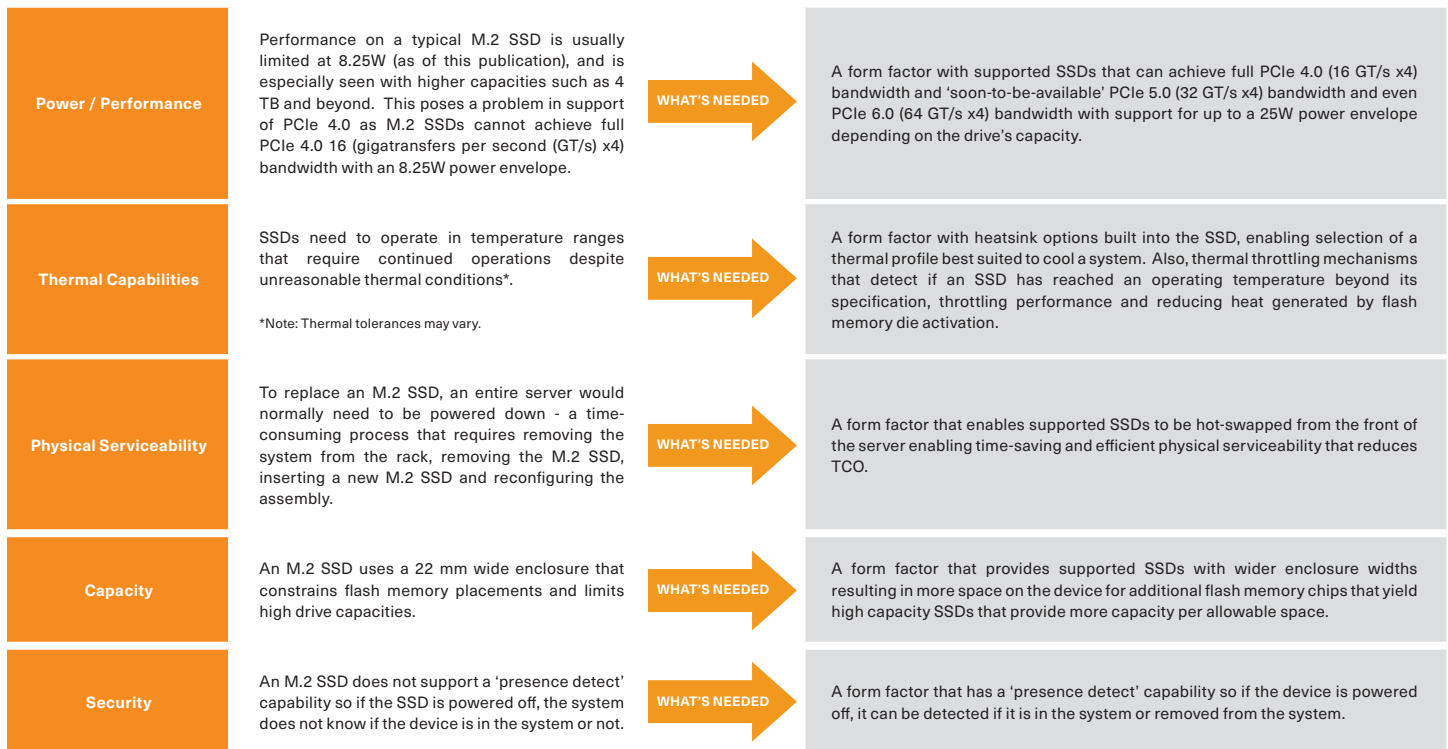 Power / Performance
Performance on a typical M.2 SSD is usually
limited at 8.25W (as of this publication), and is
especially seen with higher capacities such as 4
TB and beyond. This poses a problem in support
of PCIe 4.0 as M.2 SSDs cannot achieve full
PCIe 4.0 16 (gigatransfers per second (GT/s) x4)
bandwidth with an 8.25W power envelope.
WHAT'S NEEDED
A form factor with supported SSDs that can achieve full PCIe 4.0 (16 GT/s x4)
bandwidth and ‘soon-to-be-available’ PCIe 5.0 (32 GT/s x4) bandwidth and even
PCIe 6.0 (64 GT/s x4) bandwidth with support for up to a 25W power envelope
depending on the drive’s capacity.
Thermal Capabilities
SSDs need to operate in temperature ranges
that require continued operations despite
unreasonable thermal conditions*.
*Note: Thermal tolerances may vary.
WHAT'S NEEDED
A form factor with heatsink options built into the SSD, enabling selection of a
thermal profile best suited to cool a system. Also, thermal throttling mechanisms
that detect if an SSD has reached an operating temperature beyond its
specification, throttling performance and reducing heat generated by flash
memory die activation.
Physical Serviceability
To replace an M.2 SSD, an entire server would
normally need to be powered down - a time-
consuming process that requires removing the
system from the rack, removing the M.2 SSD,
inserting a new M.2 SSD and reconfiguring the
assembly.
WHAT'S NEEDED
A form factor that enables supported SSDs to be hot-swapped from the front of
the server enabling time-saving and efficient physical serviceability that reduces
TCO.
Capacity
An M.2 SSD uses a 22 mm wide enclosure that
constrains flash memory placements and limits
high drive capacities.
WHAT'S NEEDED
A form factor that provides supported SSDs with wider enclosure widths
resulting in more space on the device for additional flash memory chips that yield
high capacity SSDs that provide more capacity per allowable space.
Security
An M.2 SSD does not support a ‘presence detect’
capability so if the SSD is powered off, the system
does not know if the device is in the system or not.
WHAT'S NEEDED
A form factor that has a ‘presence detect’ capability so if the device is powered
off, it can be detected if it is in the system or removed from the system.